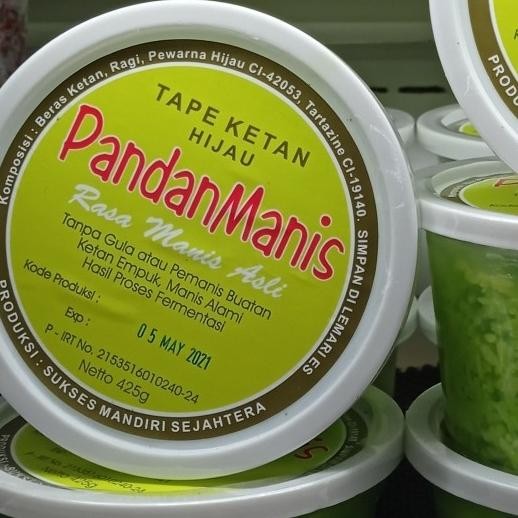 Komposisi : Beras Ketan, Ragi, Pewarna Hijau CI-42053, Tartazine CI-19140. SIMPAN DI LEMARI ES
TAPE KETAN
HIJAU
PandanManis
Rasa Manis Asli
Tanpa Gula atau Pemanis Buatan
Ketan Empuk, Manis Alami
Hasil Proses Fermentasi
Kode Produksi :
Exp :
05 MAY 2021
P - IRT No. 2153516010240-24
Netto 425g
PRODUKSI : SUKSES MANDIRI SEJAHTERA